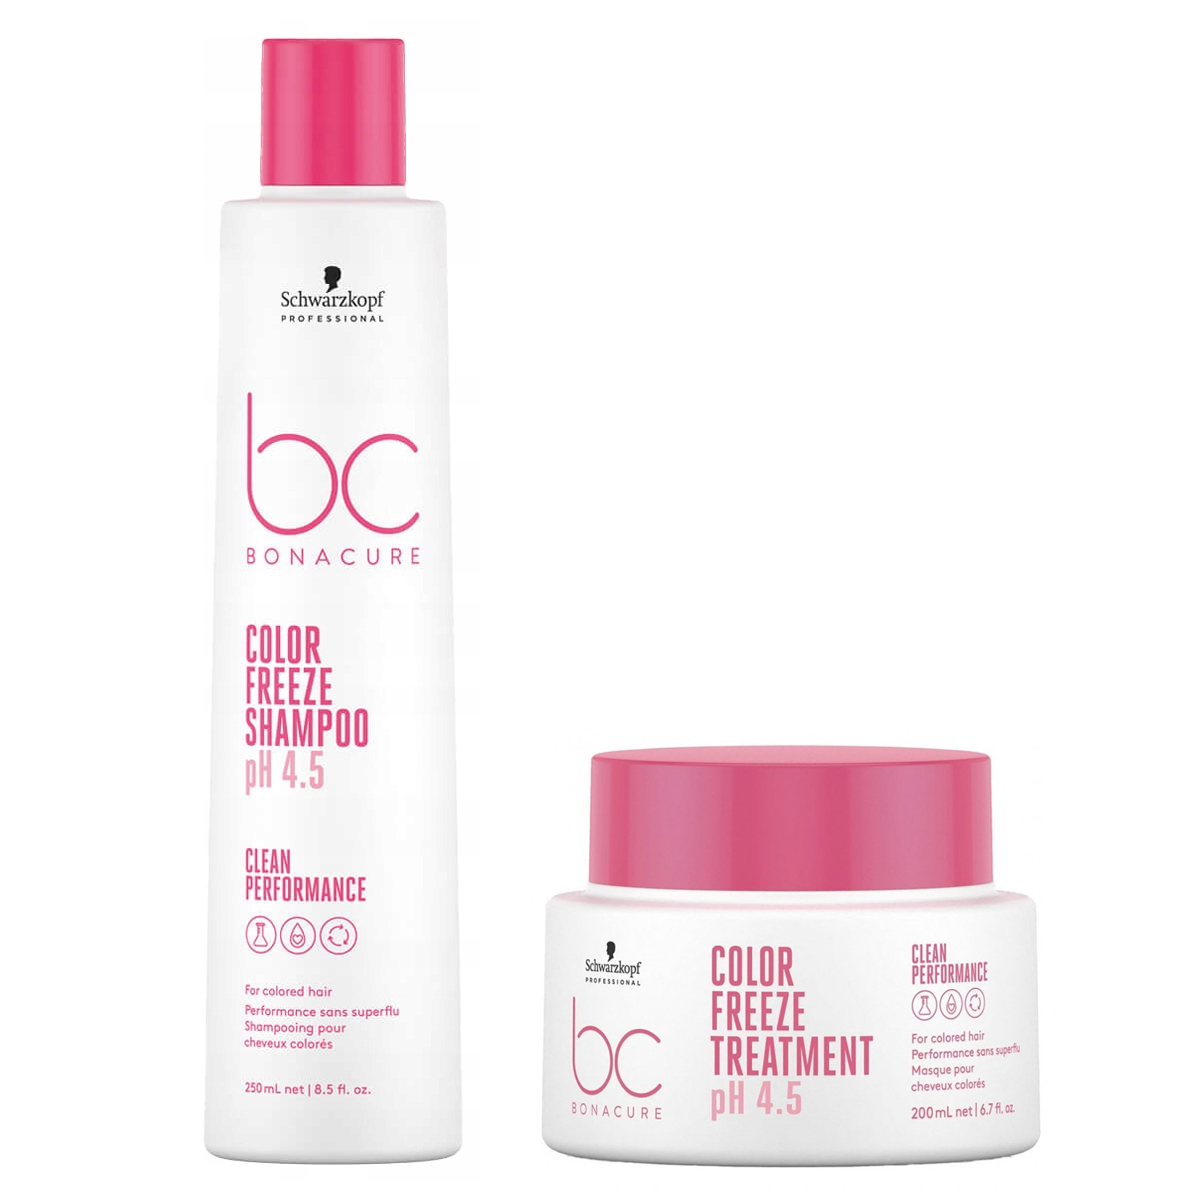 Schwarzkopf
PROFESSIONAL
bc
BONACURE
COLOR
FREEZE
SHAMPOO
pH 4.5
CLEAN
PERFORMANCE
For colored hair
Performance sans superflu
Shampooing pour
cheveux colorés
250 mL net | 8.5 fl. oz.
Schwarzkopf
PROFESSIONAL
bc
BONACURE
COLOR
FREEZE
TREATMENT
pH 4.5
CLEAN
PERFORMANCE
For colored hair
Performance sans superflu
Masque pour
cheveux colorés
200 mL net | 6.7 fl. oz.